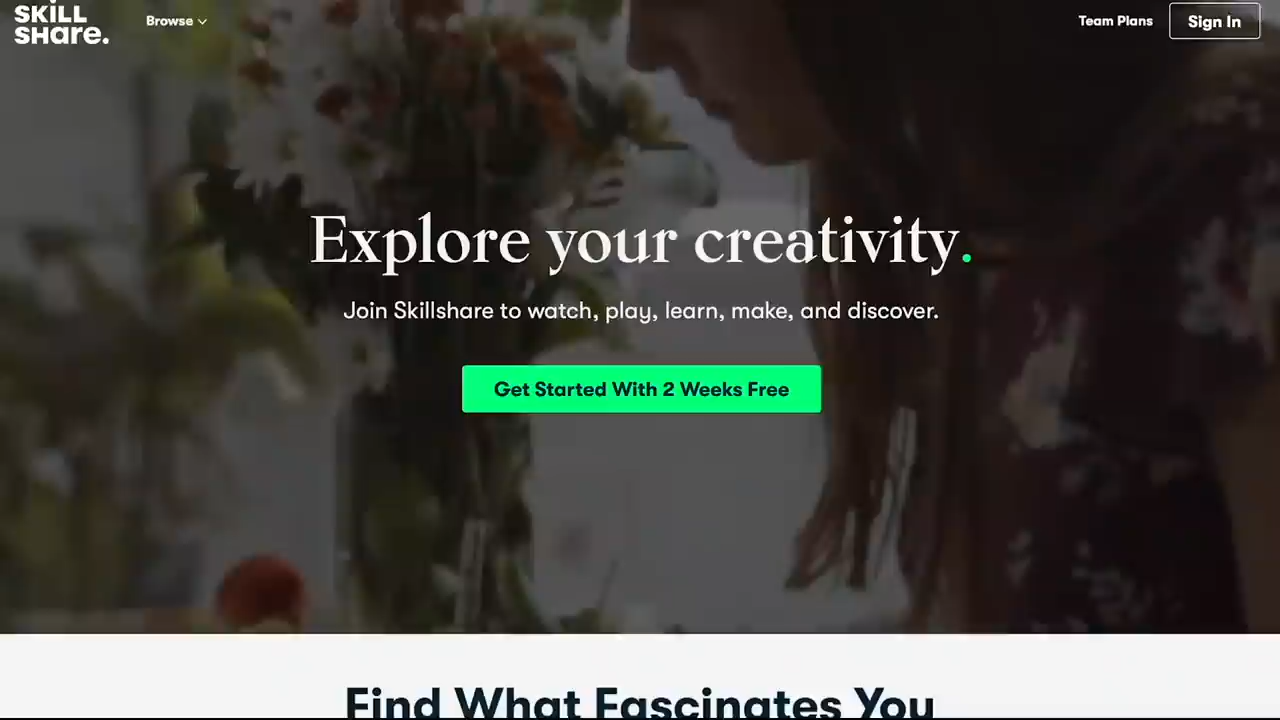 SKILL
SHare.
Browse
Team Plans
Sign In
Explore your creativity.
Join Skillshare to watch, play, learn, make, and discover.
Get Started With 2 Weeks Free
Find What Fascinates You